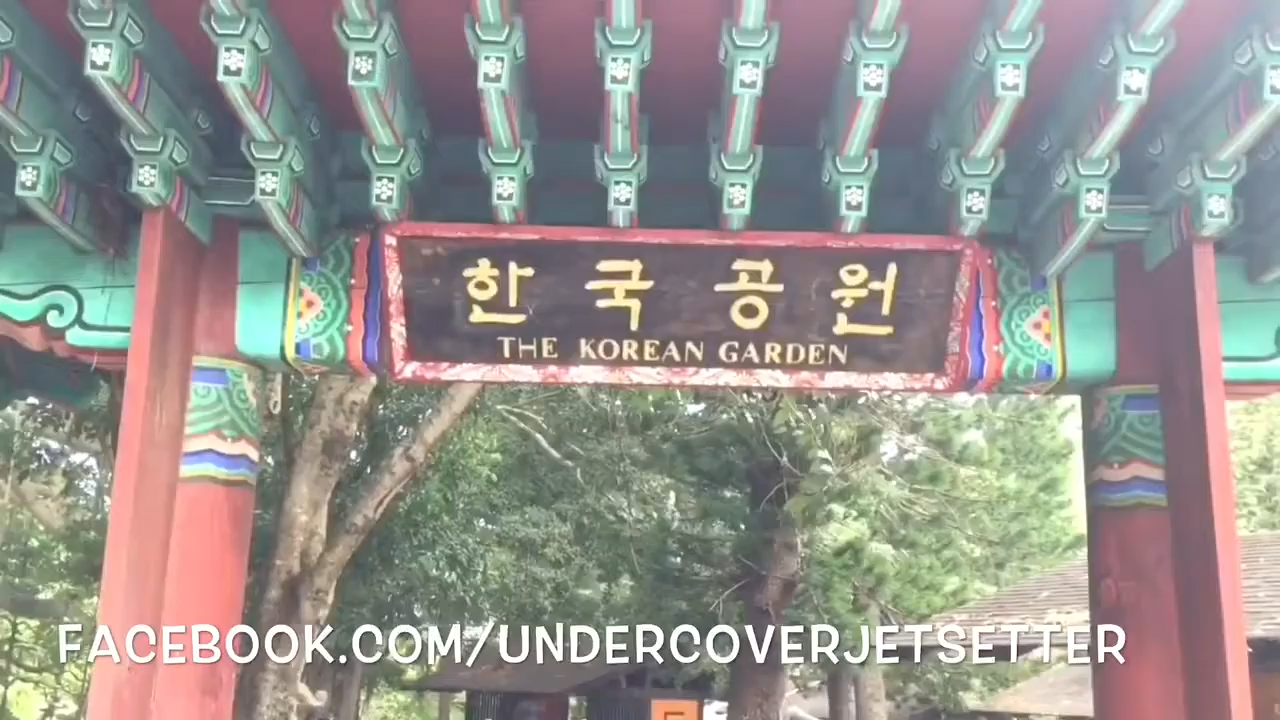 한국공원
THE KOREAN GARDEN
FACEBOOK.COM/UNDERCOVERJETSETTER